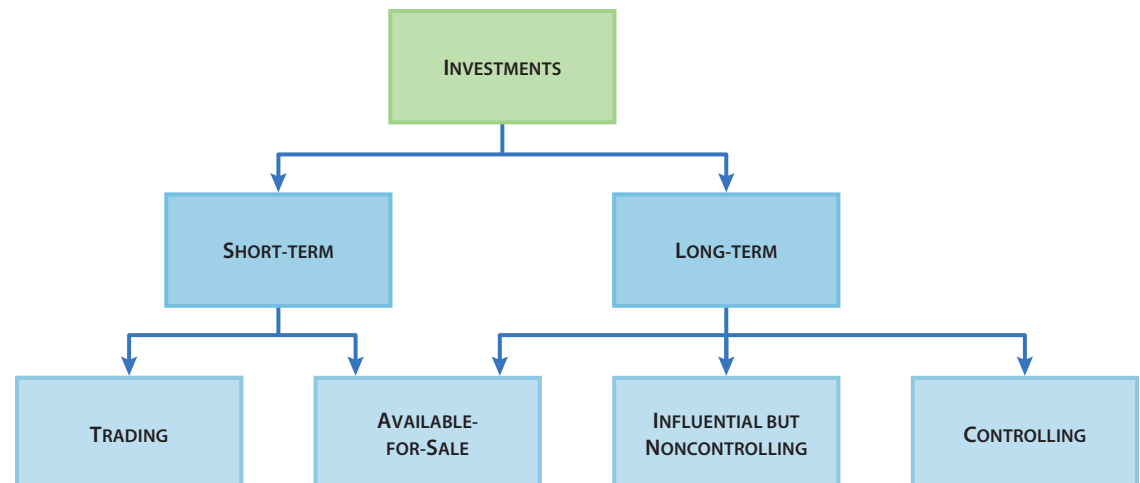 INVESTMENTS
SHORT-TERM
LONG-TERM
TRADING
AVAILABLE-
FOR-SALE
INFLUENTIAL BUT
NONCONTROLLING
CONTROLLING